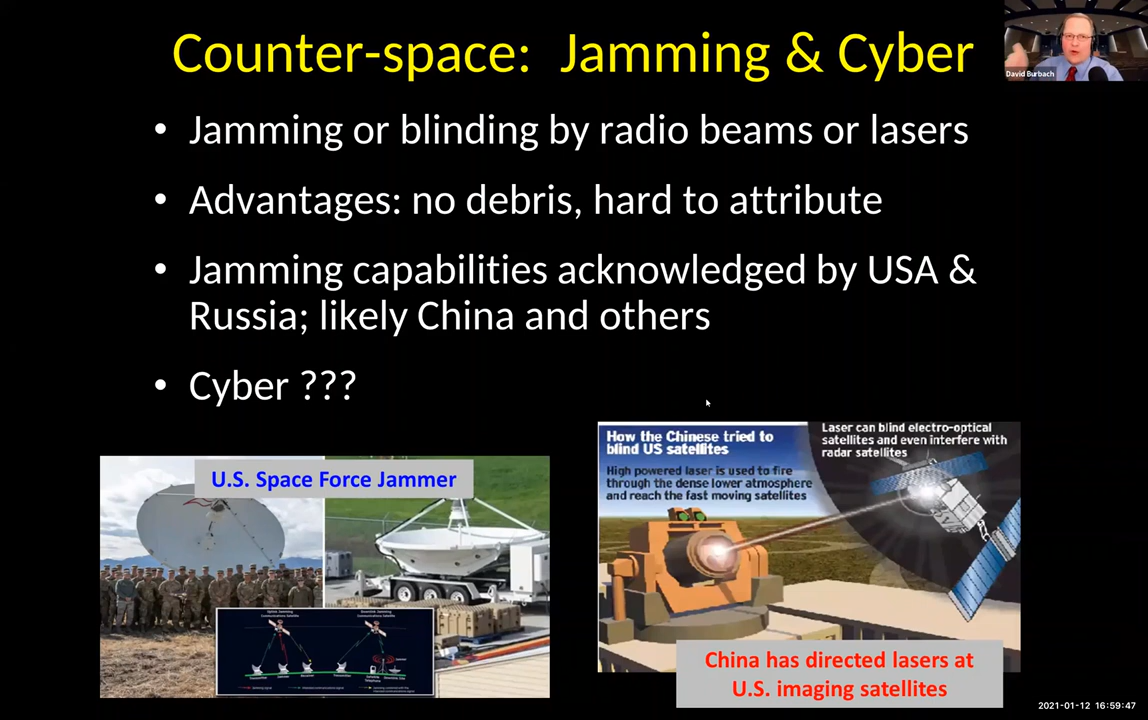 Counter-space: Jamming & Cyber
David Burbach
• Jamming or blinding by radio beams or lasers
• Advantages: no debris, hard to attribute
• Jamming capabilities acknowledged by USA &
Russia; likely China and others
• Cyber ???
U.S. Space Force Jammer
How the Chinese tried to
blind US satellites
High powered laser is used to fire
through the dense lower atmosphere
and reach the fast moving satellites
Laser can blind electro-optical
satellites and even interfere with
radar satellites
China has directed lasers at
U.S. imaging satellites
2021-01-12 16:59:47